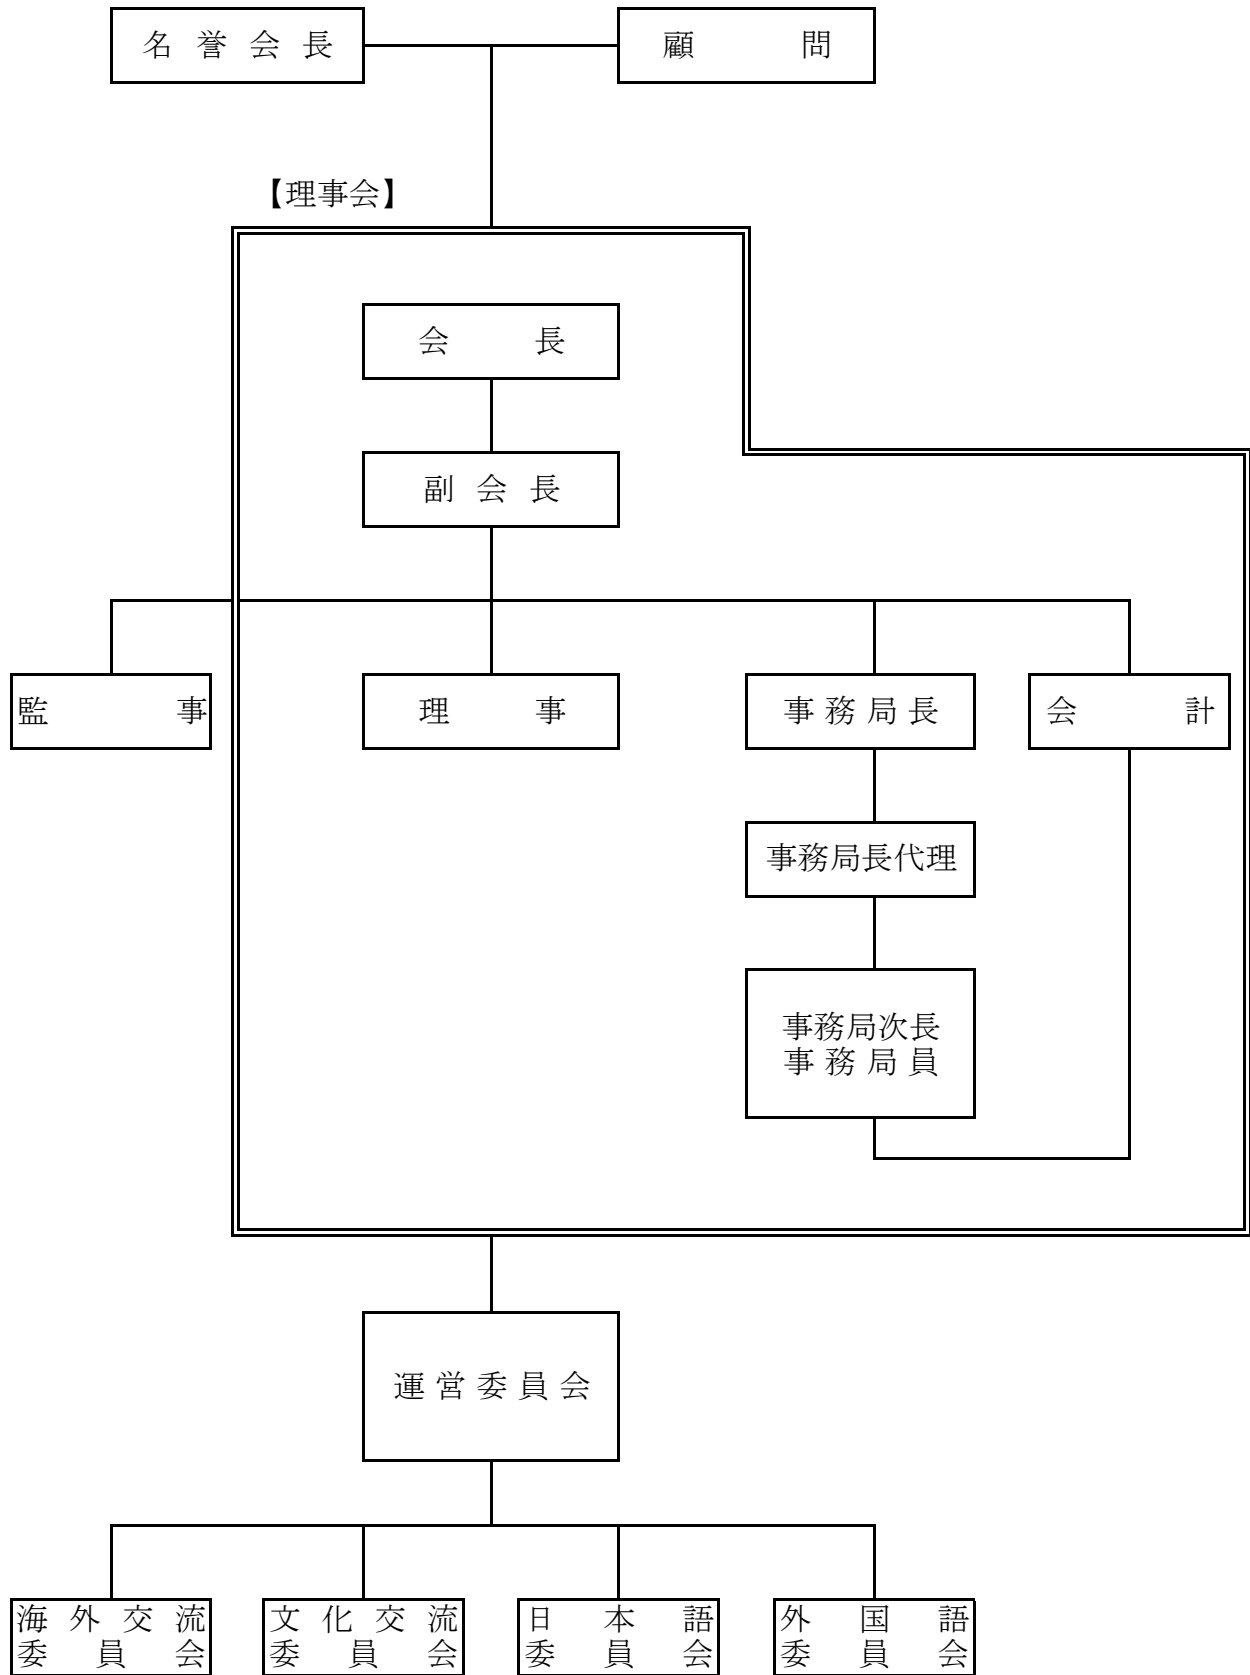 名誉会長
顧問
【理事会】
会長
副会長
監事
理事
事務局長
会計
事務局長代理
事務局次長
事務局員
運営委員会
海外交流
委員会
文化交流
委員会
日本語
委員会
外国語
委員会